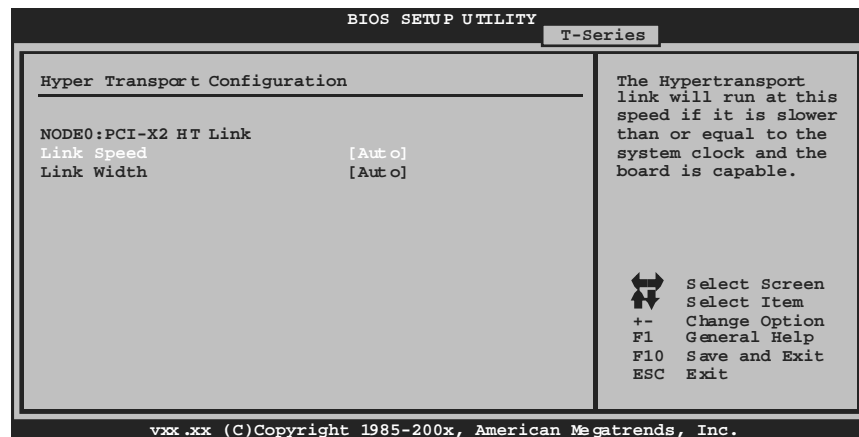 BIOS SETUP UTILITY
T-Series
Hyper Transport Configuration
NODE0:PCI-X2 HT Link
Link Speed [Auto]
Link Width [Auto]
The Hypertransport
link will run at this
speed if it is slower
than or equal to the
system clock and the
board is capable.
Select Screen
Select Item
+- Change Option
F1 General Help
F10 Save and Exit
ESC Exit
vxx.xx (C)Copyright 1985-200x, American Megatrends, Inc.